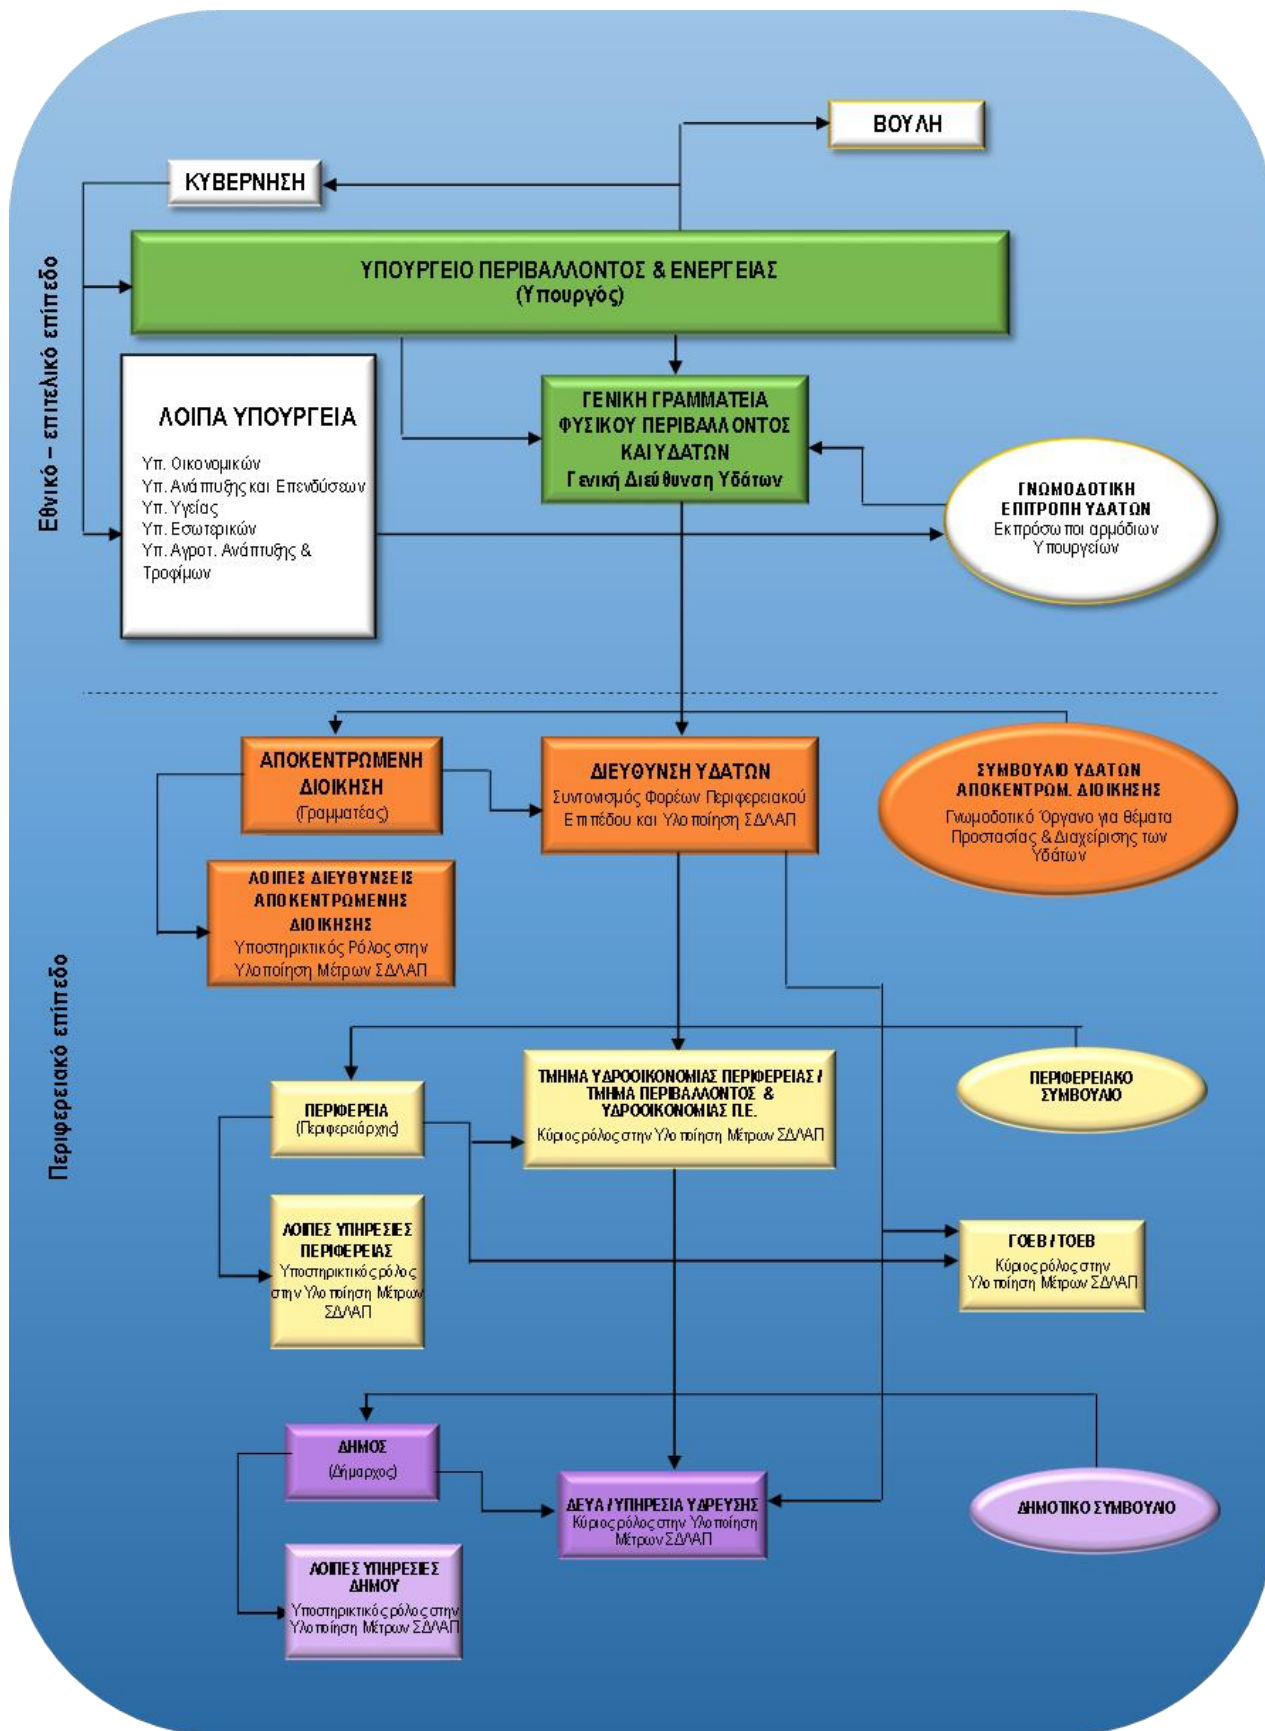 ΒΟΥΛΗ
ΚΥΒΕΡΝΗΣΗ
Εθνικό – επιτελικό επίπεδο
ΥΠΟΥΡΓΕΙΟ ΠΕΡΙΒΑΛΛΟΝΤΟΣ & ΕΝΕΡΓΕΙΑΣ
(Υπουργός)
ΛΟΙΠΑ ΥΠΟΥΡΓΕΙΑ
Υπ. Οικονομικών
Υπ. Ανάπτυξης και Επενδύσεων
Υπ. Υγείας
Υπ. Εσωτερικών
Υπ. Αγροτ. Ανάπτυξης &
Τροφίμων
ΓΕΝΙΚΗ ΓΡΑΜΜΑΤΕΙΑ
ΦΥΣΙΚΟΥ ΠΕΡΙΒΑΛΛΟΝΤΟΣ
ΚΑΙ ΥΔΑΤΩΝ
Γενική Διεύθυνση Υδάτων
ΓΝΩΜΟΔΟΤΙΚΗ
ΕΠΙΤΡΟΠΗ ΥΔΑΤΩΝ
Εκπρόσωποι αρμόδιων
Υπουργείων
Περιφερειακό επίπεδο
ΑΠΟΚΕΝΤΡΩΜΕΝΗ
ΔΙΟΙΚΗΣΗ
(Γραμματέας)
ΔΙΕΥΘΥΝΣΗ ΥΔΑΤΩΝ
Συντονισμός Φορέων Περιφερειακού
Επιπέδου και Υλοποίηση ΣΔΛΑΠ
ΣΥΜΒΟΥΛΙΟ ΥΔΑΤΩΝ
ΑΠΟΚΕΝΤΡΩΜ. ΔΙΟΙΚΗΣΗΣ
Γνωμοδοτικό Όργανο για θέματα
Προστασίας & Διαχείρισης των
Υδάτων
ΛΟΙΠΕΣ ΔΙΕΥΘΥΝΣΕΙΣ
ΑΠΟΚΕΝΤΡΩΜΕΝΗΣ
ΔΙΟΙΚΗΣΗΣ
Υποστηρικτικός Ρόλος στην
Υλοποίηση Μέτρων ΣΔΛΑΠ
ΠΕΡΙΦΕΡΕΙΑ
(Περιφερειάρχης)
ΤΜΗΜΑ ΥΔΡΟΟΙΚΟΝΟΜΙΑΣ ΠΕΡΙΦΕΡΕΙΑΣ /
ΤΜΗΜΑ ΠΕΡΙΒΑΛΛΟΝΤΟΣ &
ΥΔΡΟΟΙΚΟΝΟΜΙΑΣ Π.Ε.
Κύριος ρόλος στην Υλοποίηση Μέτρων ΣΔΛΑΠ
ΠΕΡΙΦΕΡΕΙΑΚΟ
ΣΥΜΒΟΥΛΙΟ
ΛΟΙΠΕΣ ΥΠΗΡΕΣΙΕΣ
ΠΕΡΙΦΕΡΕΙΑΣ
Υποστηρικτικός ρόλος
στην Υλοποίηση Μέτρων
ΣΔΛΑΠ
ΓΟΕΒ / ΤΟΕΒ
Κύριος ρόλος στην
Υλοποίηση Μέτρων ΣΔΛΑΠ
ΔΗΜΟΣ
(Δήμαρχος)
ΔΕΥΑ / ΥΠΗΡΕΣΙΑ ΥΔΡΕΥΣΗΣ
Κύριος ρόλος στην Υλοποίηση
Μέτρων ΣΔΛΑΠ
ΔΗΜΟΤΙΚΟ ΣΥΜΒΟΥΛΙΟ
ΛΟΙΠΕΣ ΥΠΗΡΕΣΙΕΣ
ΔΗΜΟΥ
Υποστηρικτικός ρόλος στην
Υλοποίηση Μέτρων ΣΔΛΑΠ